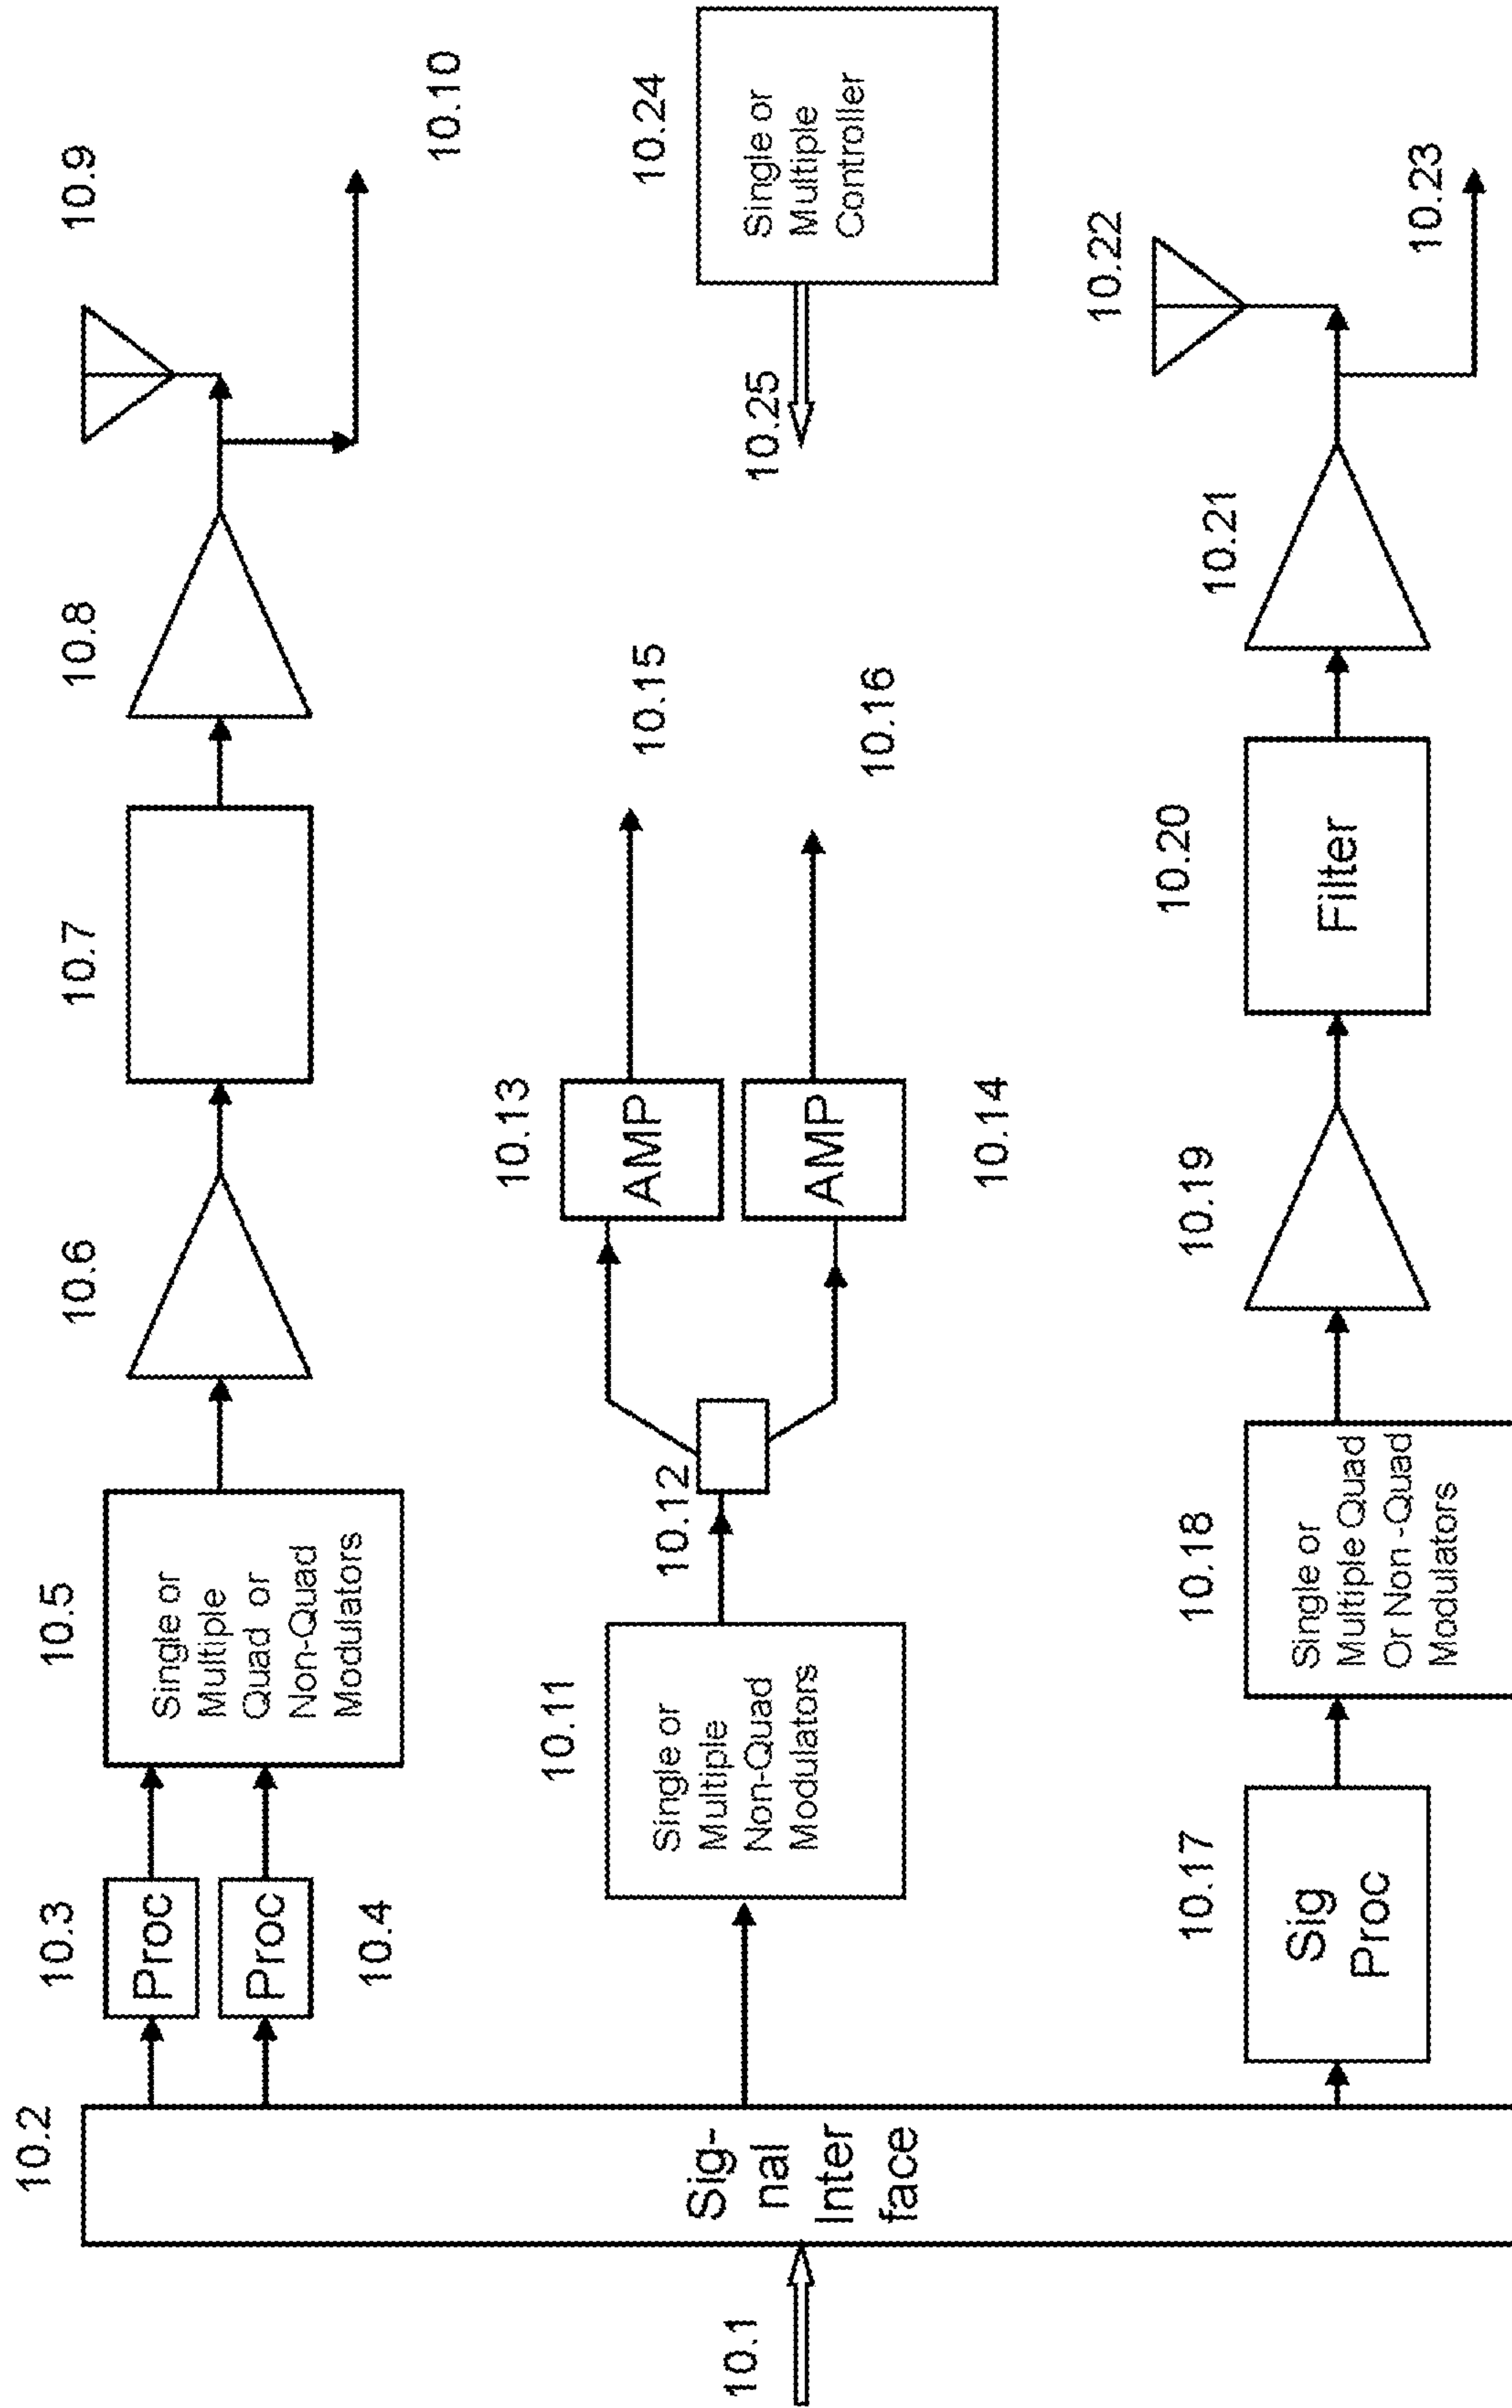 10.1
10.2
Sig-
nal
Inter
face
10.3
Proc
Proc
10.4
10.5
Single or
Multiple
Quad or
Non-Quad
Modulators
10.6
10.7
10.8
10.9
10.10
10.11
Single or
Multiple
Non-Quad
Modulators
10.12
10.13
AMP
AMP
10.14
10.15
10.16
10.24
Single or
Multiple
Controller
10.25
10.17
Sig
Proc
10.18
Single or
Multiple Quad
Or Non -Quad
Modulators
10.19
10.20
Filter
10.21
10.22
10.23